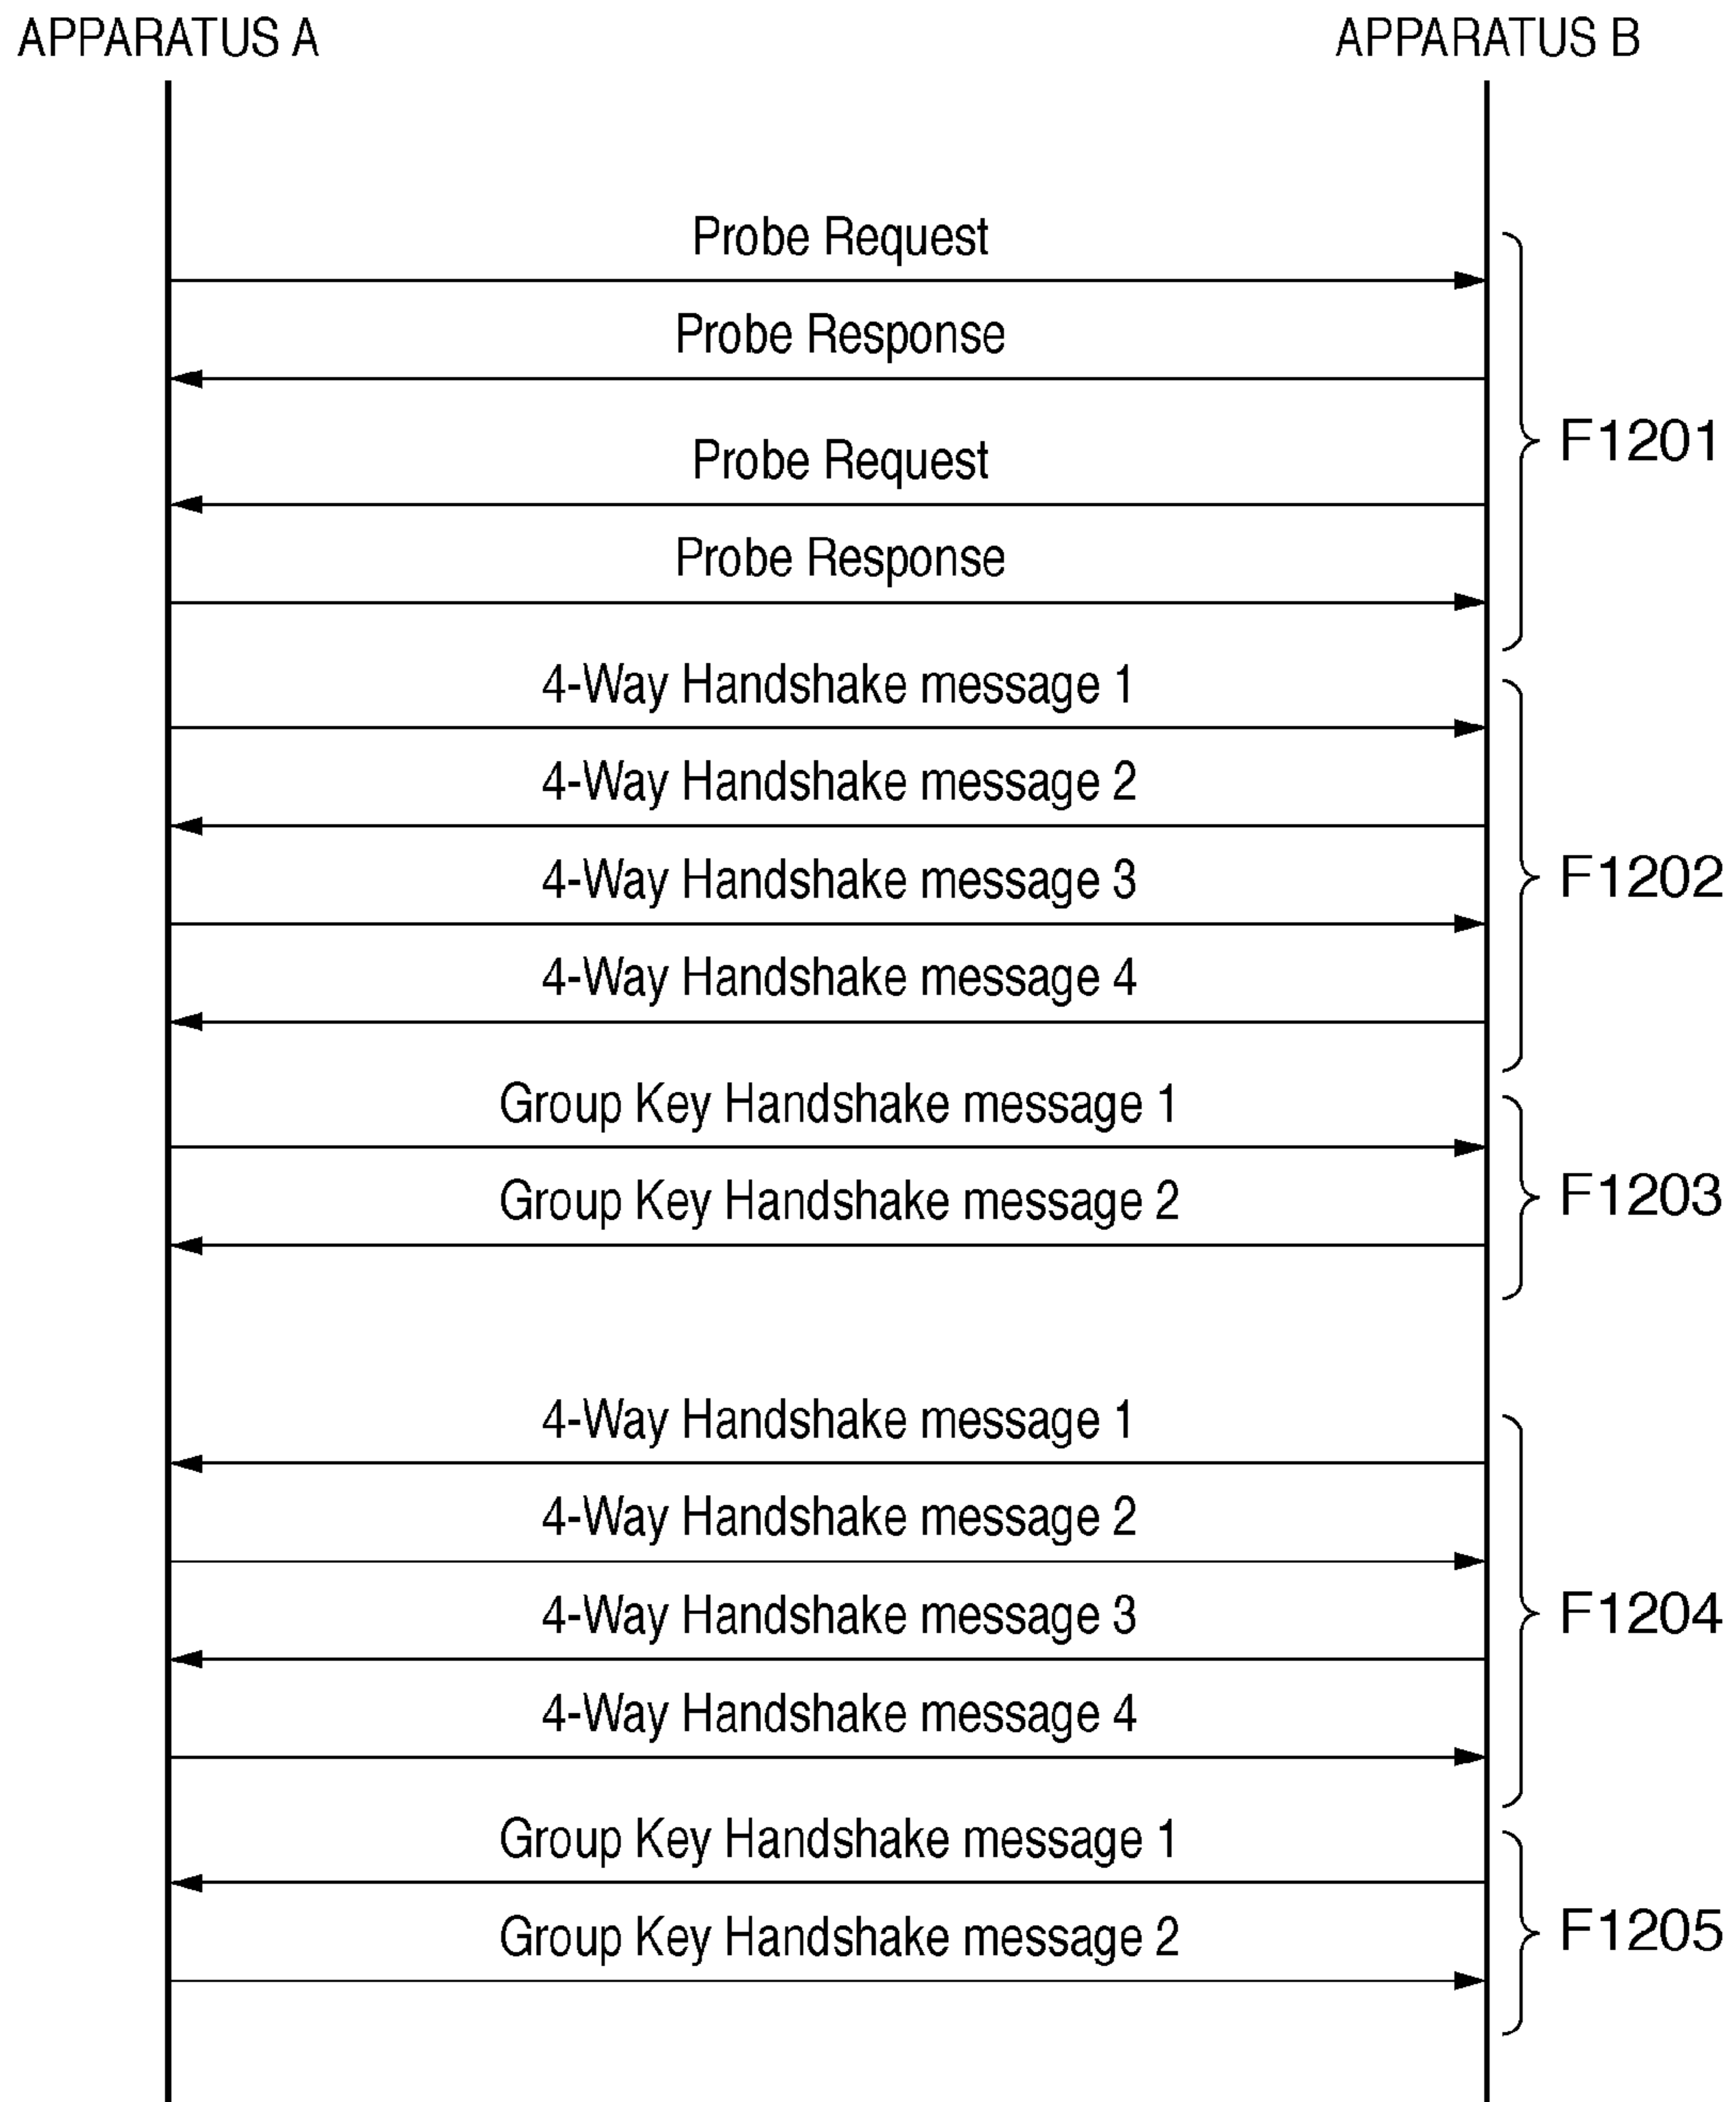 APPARATUS A
APPARATUS B
Probe Request
Probe Response
Probe Request
Probe Response
F1201
4-Way Handshake message 1
4-Way Handshake message 2
4-Way Handshake message 3
4-Way Handshake message 4
F1202
Group Key Handshake message 1
Group Key Handshake message 2
F1203
4-Way Handshake message 1
4-Way Handshake message 2
4-Way Handshake message 3
4-Way Handshake message 4
F1204
Group Key Handshake message 1
Group Key Handshake message 2
F1205